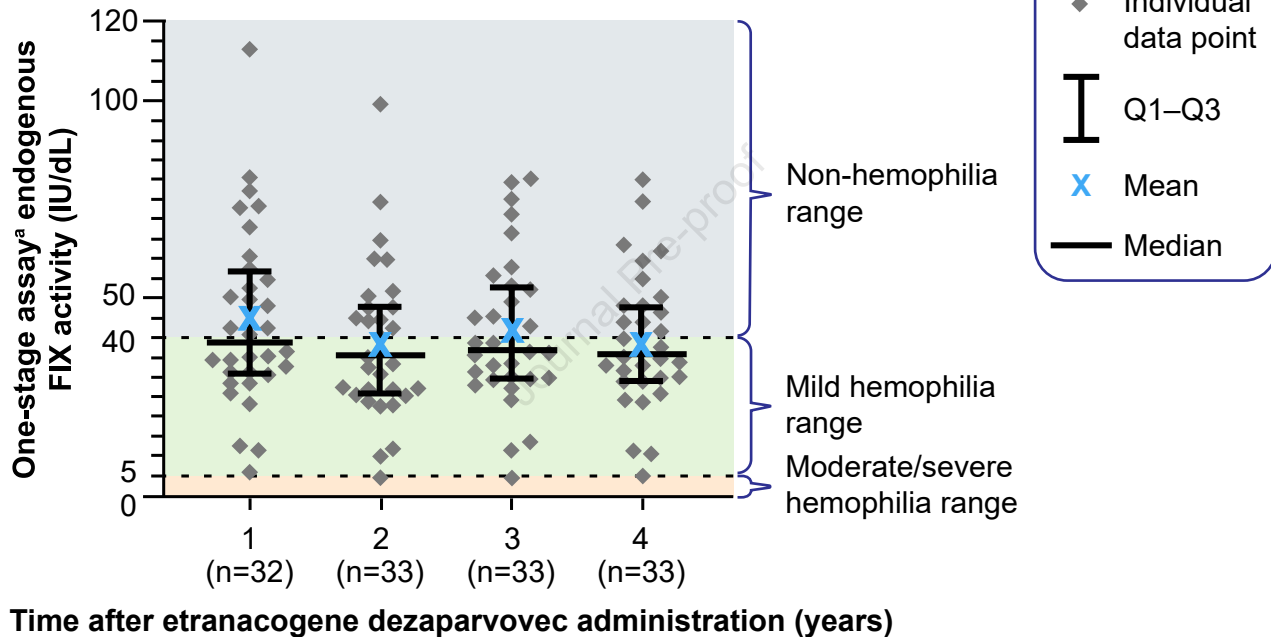 One-stage assayᵃ endogenous
FIX activity (IU/dL)
120
100
50
40
5
0
1
(n=32)
2
(n=33)
3
(n=33)
4
(n=33)
Time after etranacogene dezaparvovec administration (years)
Non-hemophilia
range
Mild hemophilia
range
Moderate/severe
hemophilia range
Individual
data point
Q1–Q3
X Mean
Median
Journal Pre-proof